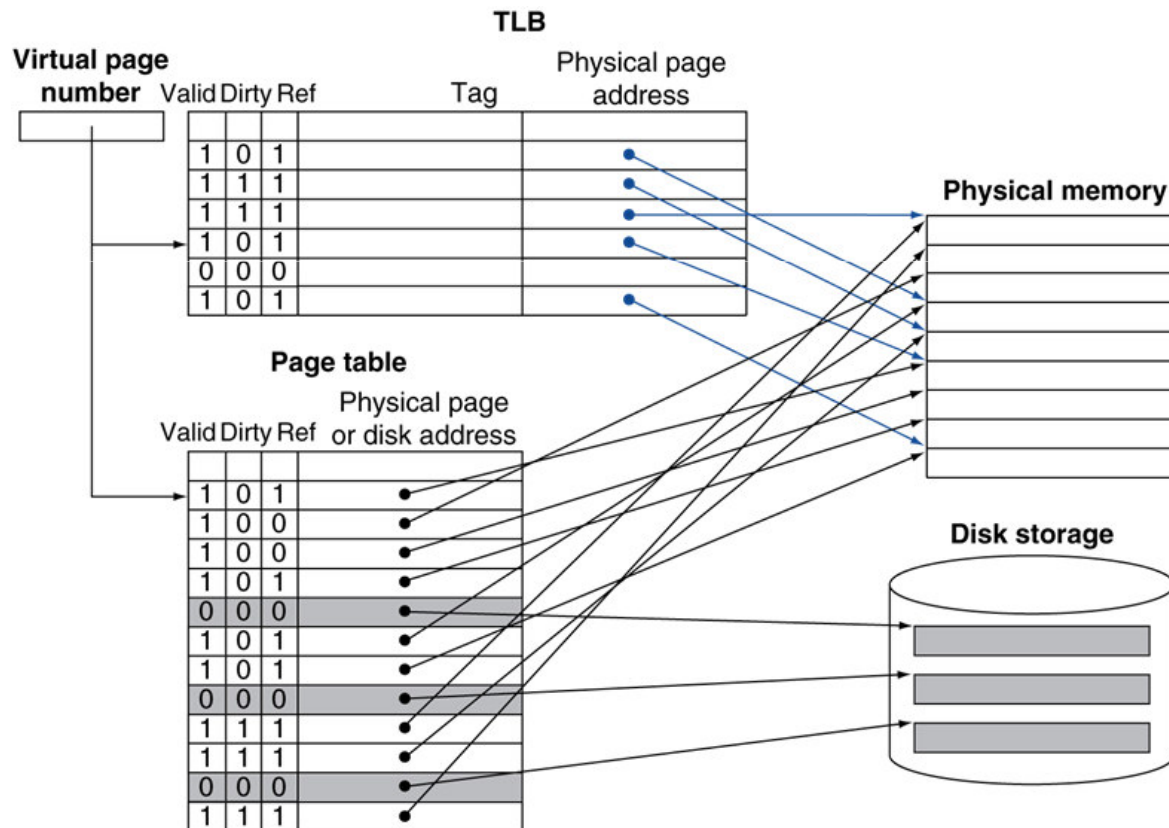 TLB
Virtual page
number
Valid Dirty Ref Tag Physical page
address
1 0 1
1 1 1
1 1 1
1 0 1
0 0 0
1 0 1
Physical memory
Page table
Valid Dirty Ref Physical page
or disk address
1 0 1
1 0 0
1 0 0
1 0 1
0 0 0
1 0 1
1 0 1
0 0 0
1 1 1
1 1 1
0 0 0
1 1 1
Disk storage